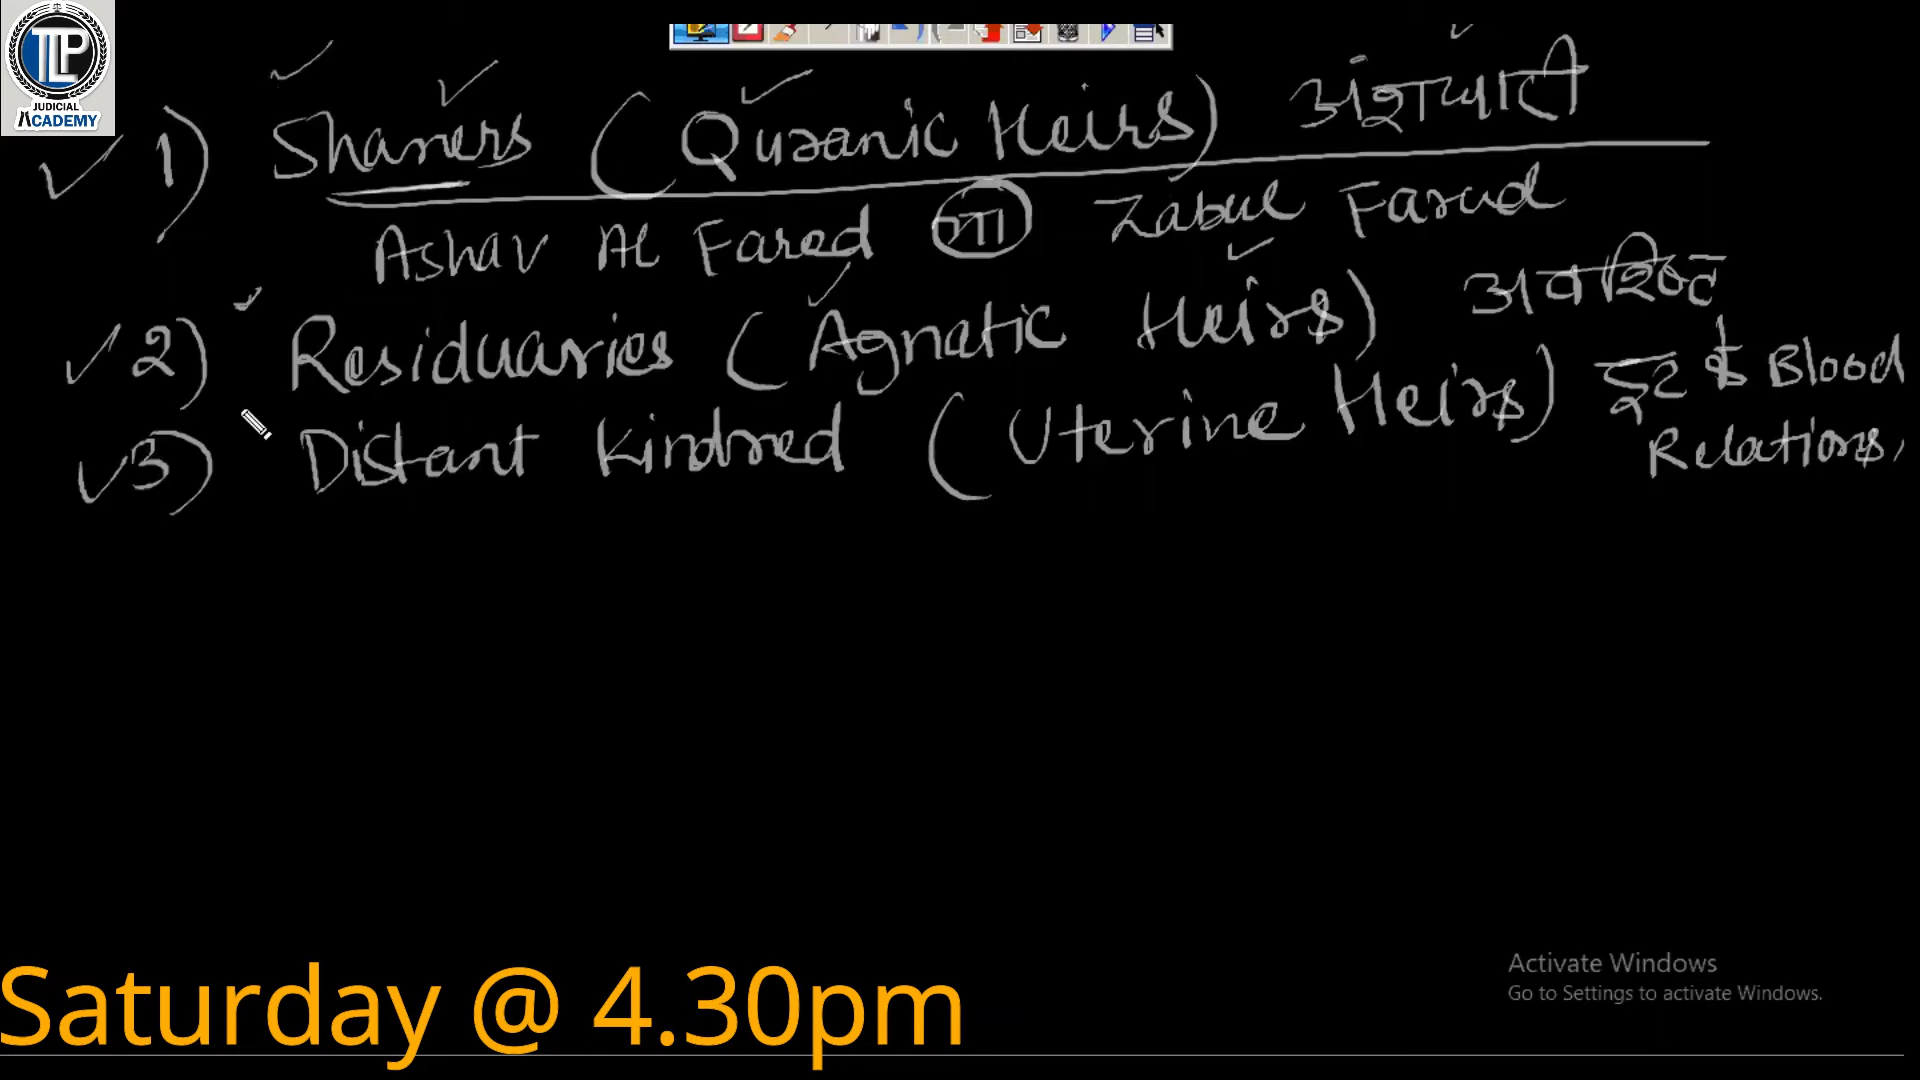 TLP
JUDICIAL
ACADEMY
1) Sharers (Quranic Heirs) अंशधारी
Ashav Al Fared या Zabul Farud
2) Residuaries (Agnatic Heirs) अवशिष्ट
3) Distant Kindred (Uterine Heirs) दूर के Blood
Relations,
Activate Windows
Go to Settings to activate Windows.
Saturday @ 4.30pm